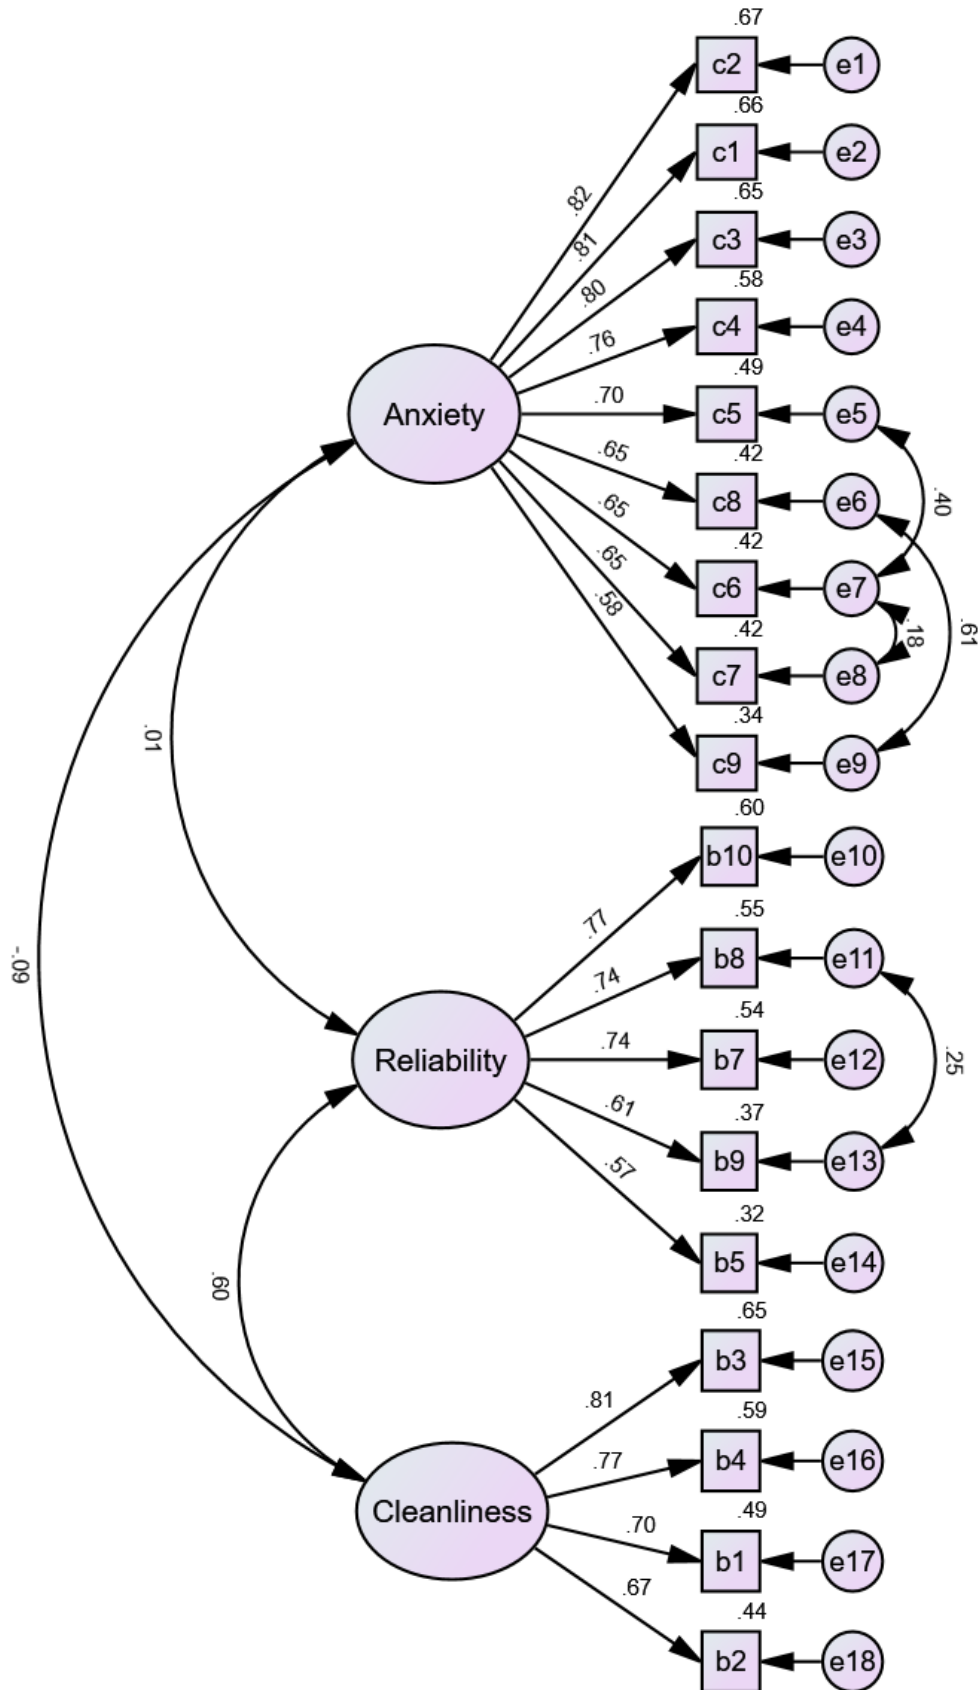 .67
c2 e1
.66
c1 e2
.65
c3 e3
.58
c4 e4
.49
c5 e5
.42
c8 e6
.42
c6 e7
.42
c7 e8
.34
c9 e9
.82
.81
.80
.76
.70
.65
.65
.65
.58
.40
.18
.61
Anxiety
.01
-.09
.60
b10 e10
.55
b8 e11
.54
b7 e12
.37
b9 e13
.32
b5 e14
.77
.74
.74
.61
.57
.25
Reliability
.60
.65
b3 e15
.59
b4 e16
.49
b1 e17
.44
b2 e18
.81
.77
.70
.67
Cleanliness